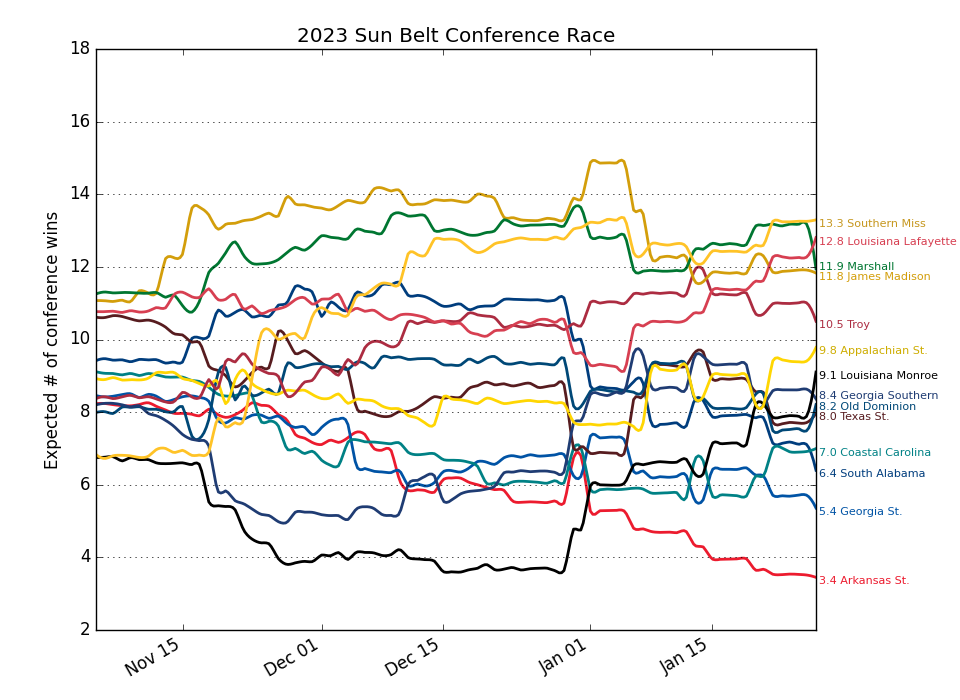 2023 Sun Belt Conference Race
Expected # of conference wins
18
16
14
12
10
8
6
4
2
Nov 15
Dec 01
Dec 15
Jan 01
Jan 15
13.3 Southern Miss
12.8 Louisiana Lafayette
11.9 Marshall
11.8 James Madison
10.5 Troy
9.8 Appalachian St.
9.1 Louisiana Monroe
8.4 Georgia Southern
8.2 Old Dominion
8.0 Texas St.
7.0 Coastal Carolina
6.4 South Alabama
5.4 Georgia St.
3.4 Arkansas St.